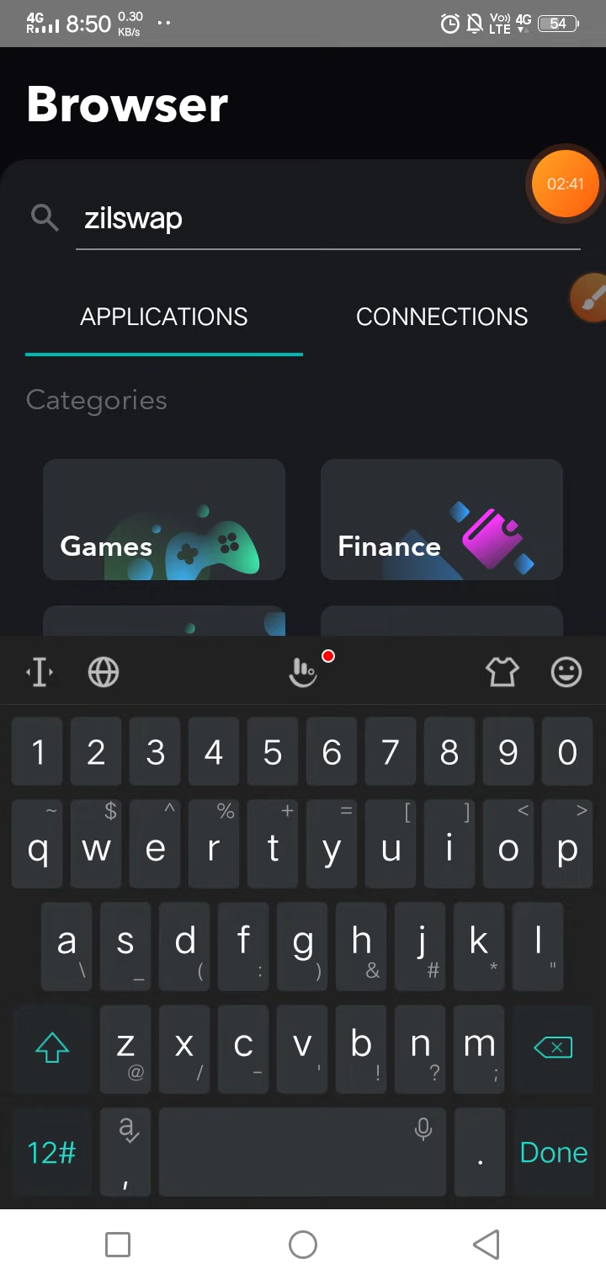 4G R 8:50 0.30 KB/s Vo)) LTE 4G 54
Browser
02:41
zilswap
APPLICATIONS CONNECTIONS
Categories
Games Finance
1 2 3 4 5 6 7 8 9 0
~ $ ^ % + = [ ] < >
q w e r t y u i o p
a s d f g h j k l
\ _ ( : ) & # * "
z x c v b n m
@ / - ' ! ? ;
12# a , . Done